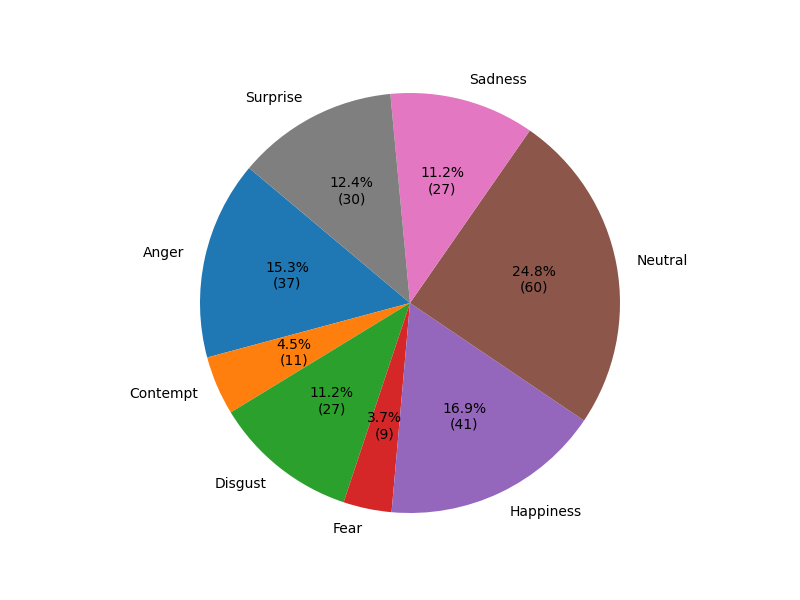 Sadness
Surprise
11.2%
(27)
12.4%
(30)
Anger
Neutral
15.3%
(37)
24.8%
(60)
4.5%
(11)
Contempt
11.2%
(27)
3.7%
(9)
16.9%
(41)
Disgust
Happiness
Fear